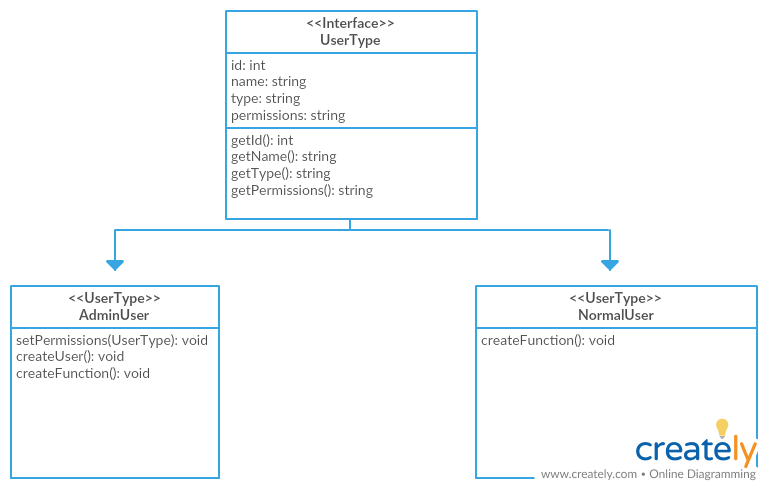 <<Interface>>
UserType
id: int
name: string
type: string
permissions: string
getId(): int
getName(): string
getType(): string
getPermissions(): string
<<UserType>>
AdminUser
setPermissions(UserType): void
createUser(): void
createFunction(): void
<<UserType>>
NormalUser
createFunction(): void
creately
www.creately.com • Online Diagramming